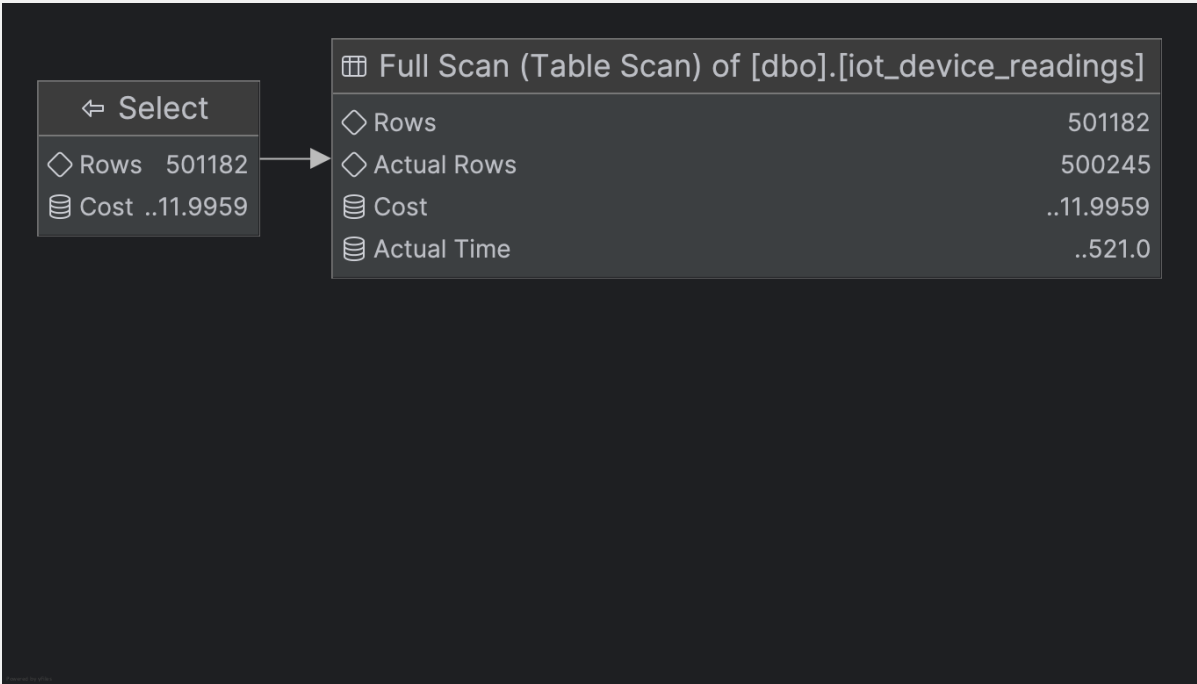 Select
Rows 501182
Cost ..11.9959
Full Scan (Table Scan) of [dbo].[iot_device_readings]
Rows 501182
Actual Rows 500245
Cost ..11.9959
Actual Time ..521.0